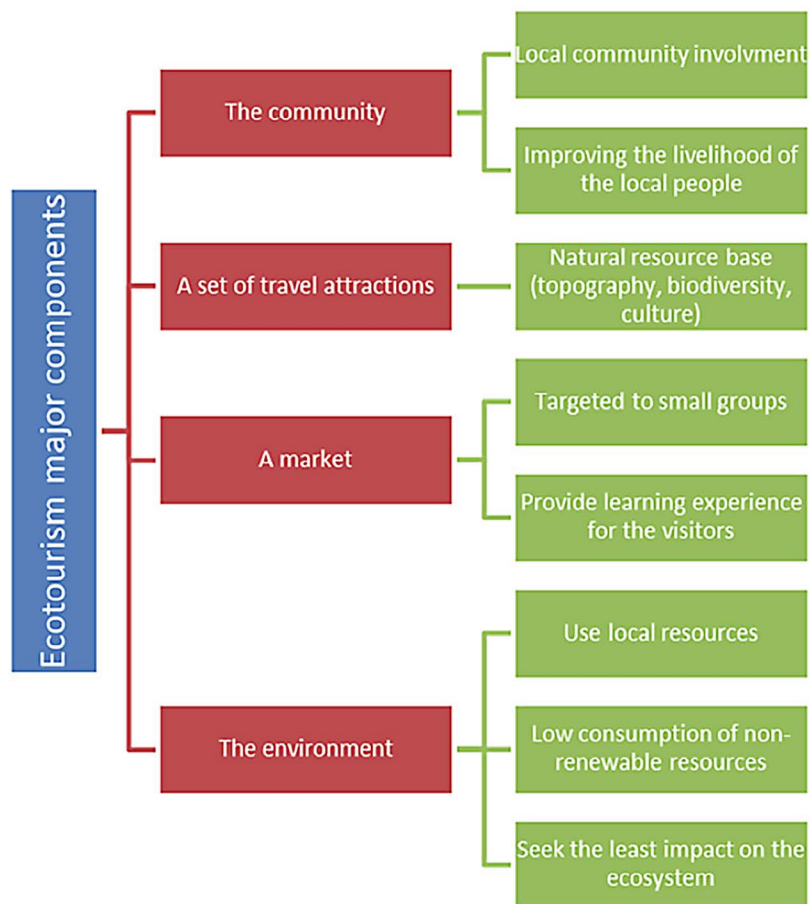 Ecotourism major components
The community
Local community involvment
Improving the livelihood of
the local people
A set of travel attractions
Natural resource base
(topography, biodiversity,
culture)
A market
Targeted to small groups
Provide learning experience
for the visitors
The environment
Use local resources
Low consumption of non-
renewable resources
Seek the least impact on the
ecosystem